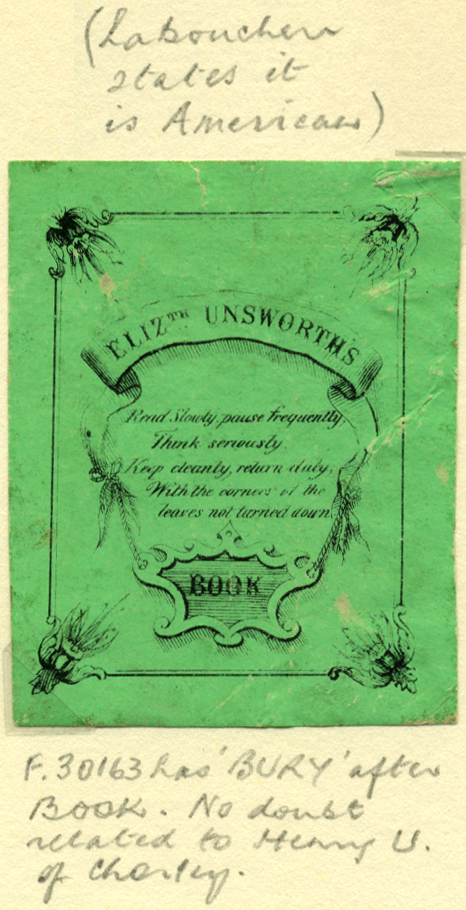 (Labouchere
states it
is American)
ELIZTH UNSWORTH'S
Read Slowly, pause frequently,
Think seriously,
Keep cleanly, return duly,
With the corners of the
leaves not turned down.
BOOK
F.30163 has 'BURY' after
BOOK. No doubt
related to Henry U.
of Chorley.